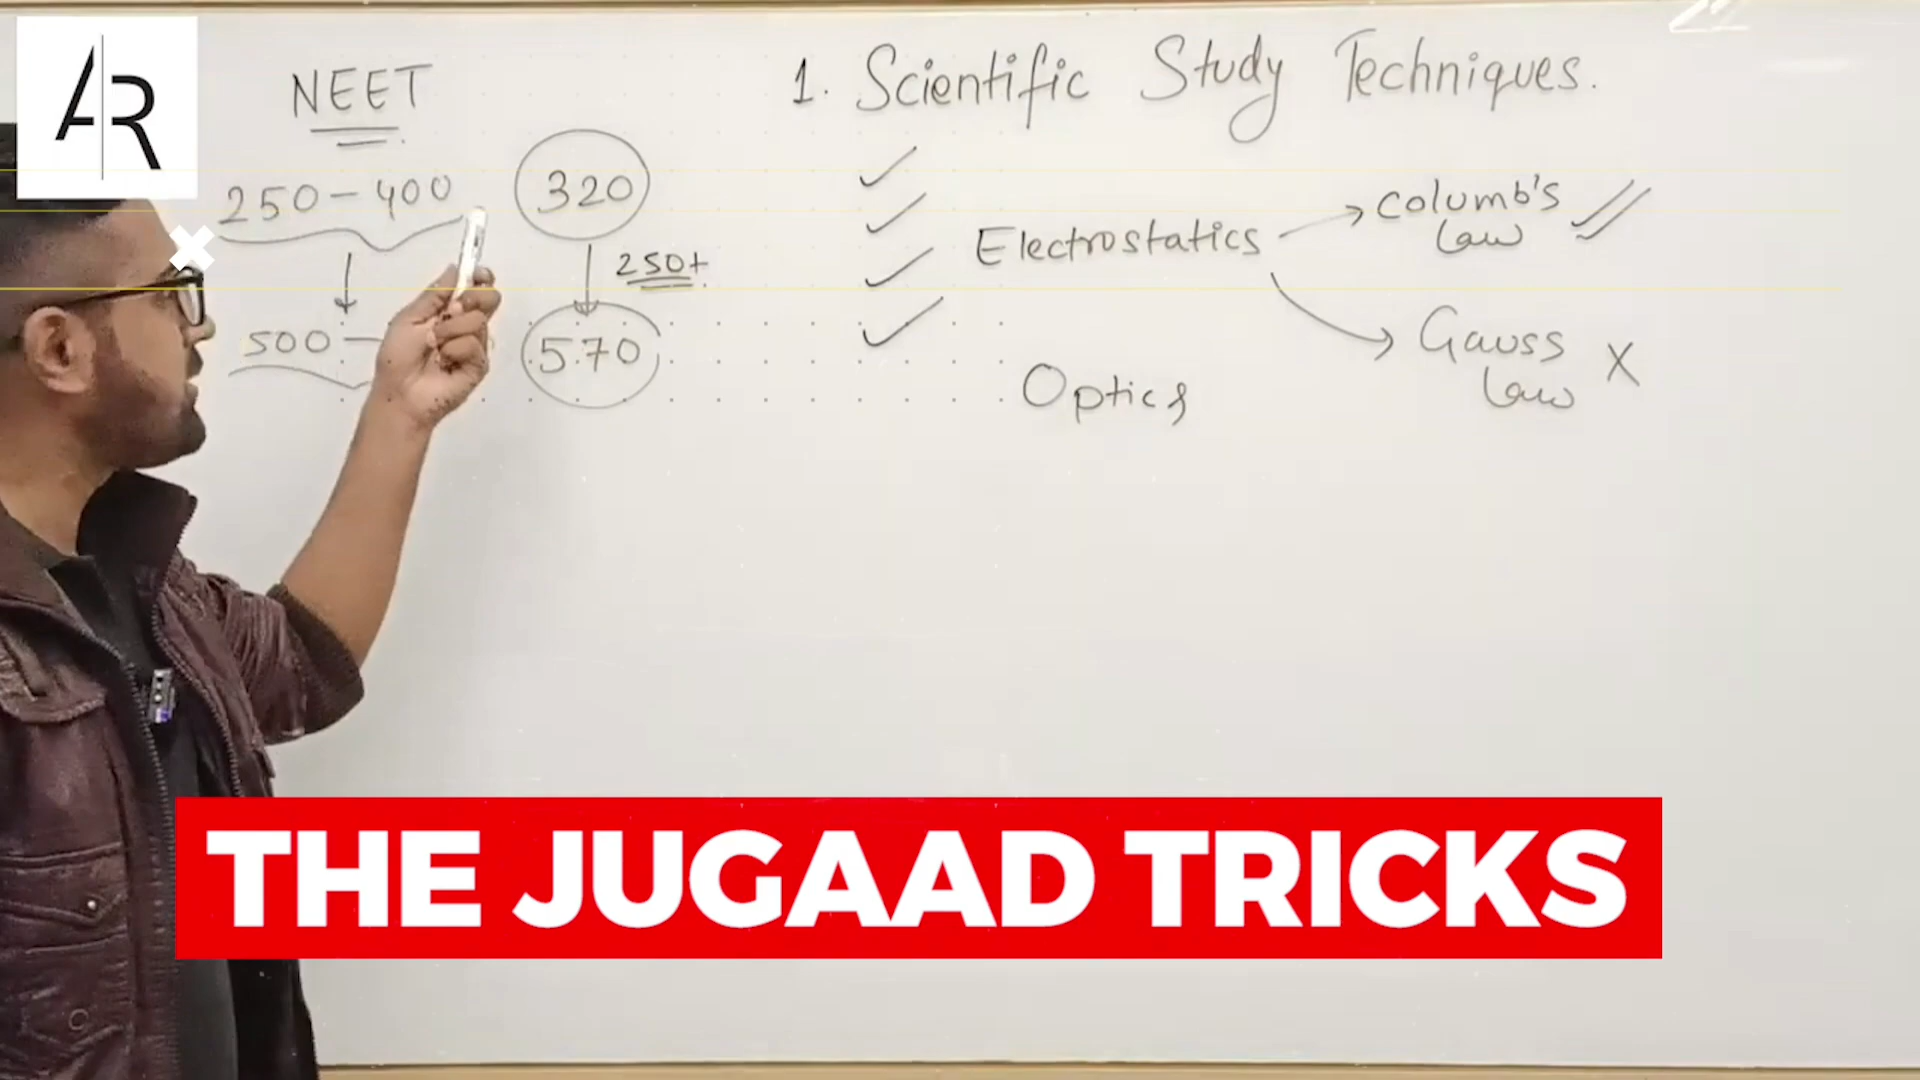 AR
NEET
250-400
500-
320
250+
570
1. Scientific Study Techniques.
Electrostatics
Columb's
Law
Gauss
Law X
Optics
THE JUGAAD TRICKS